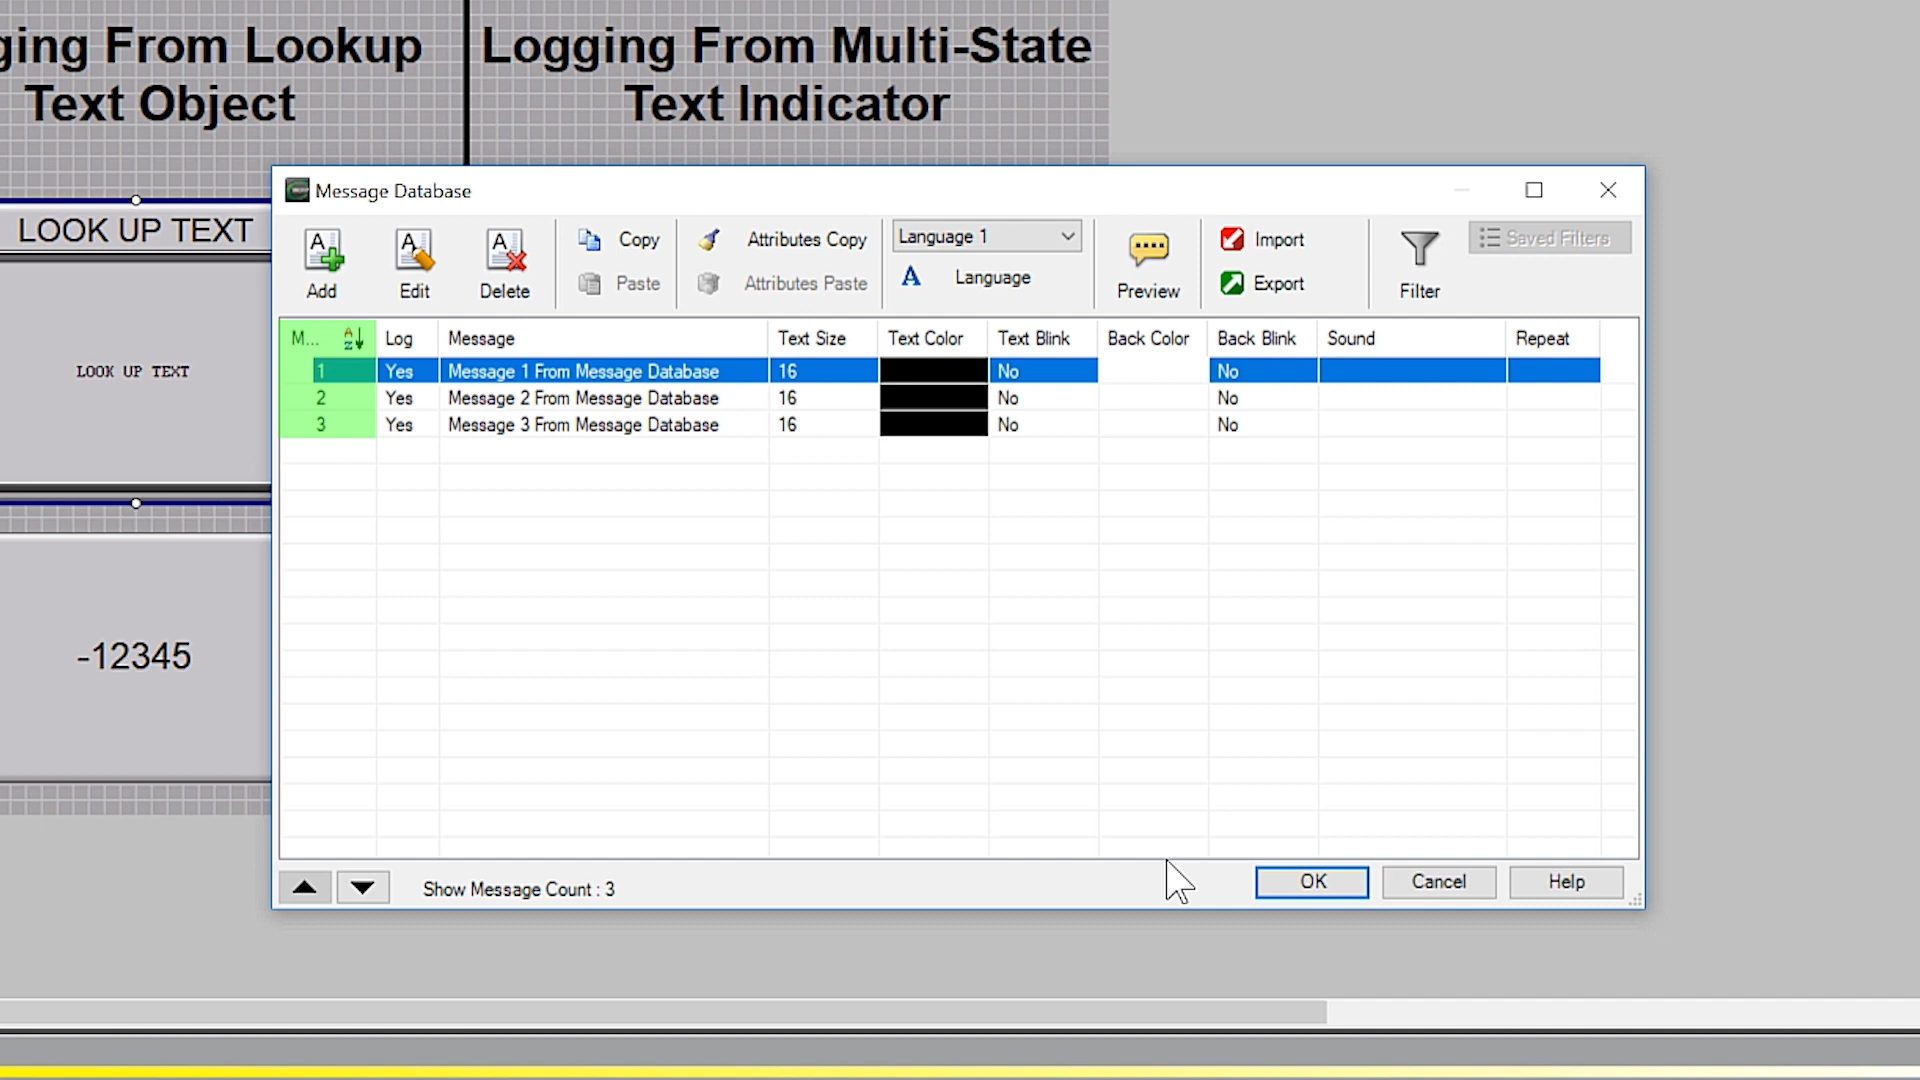 ging From Lookup
Text Object
Logging From Multi-State
Text Indicator
LOOK UP TEXT
LOOK UP TEXT
-12345
Message Database
Add
Edit
Delete
Copy
Paste
Attributes Copy
Attributes Paste
Language 1
A Language
Preview
Import
Export
Filter
Saved Filters
M... Log Message Text Size Text Color Text Blink Back Color Back Blink Sound Repeat
1 Yes Message 1 From Message Database 16 No No
2 Yes Message 2 From Message Database 16 No No
3 Yes Message 3 From Message Database 16 No No
Show Message Count : 3
OK
Cancel
Help